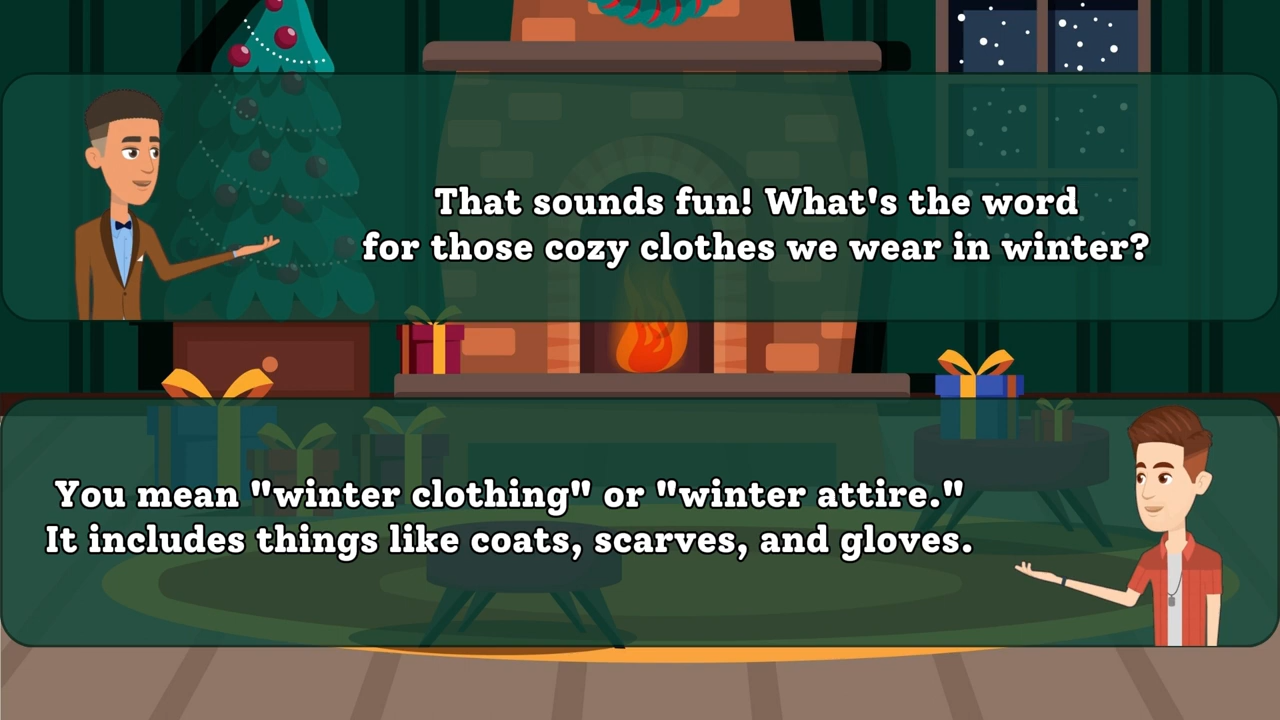 That sounds fun! What's the word
for those cozy clothes we wear in winter?
You mean "winter clothing" or "winter attire."
It includes things like coats, scarves, and gloves.